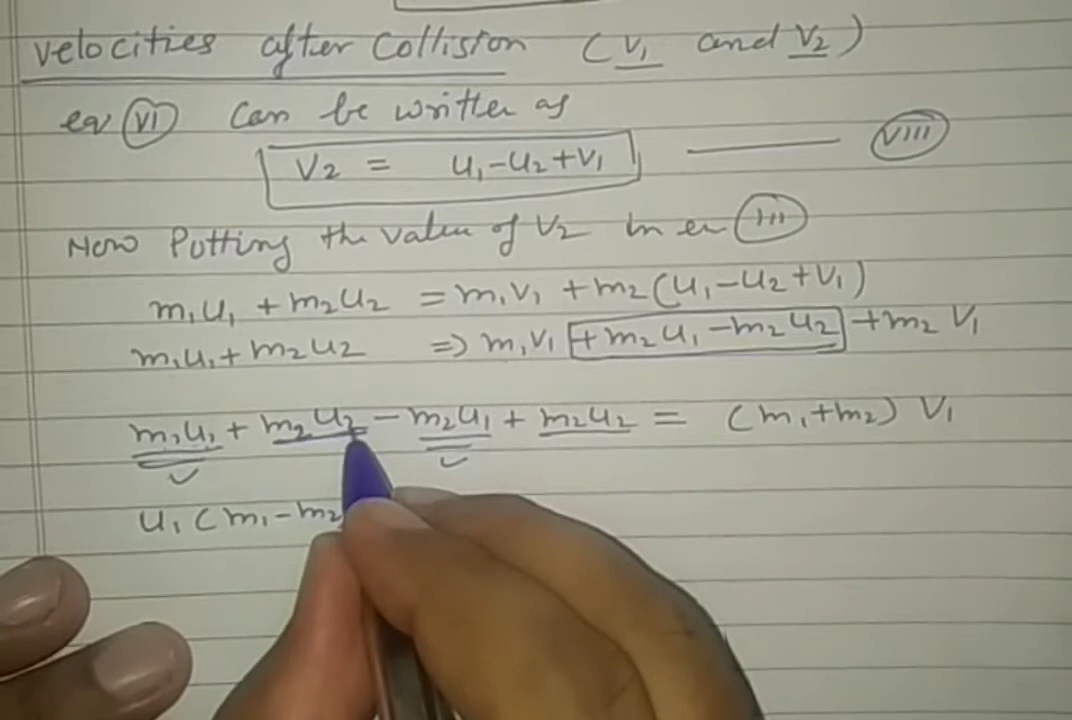 velocities after Collision (v₁ and v₂)
eq (VI) Can be written as
V₂ = u₁-u₂+v₁ (VIII)
Now Putting the value of V₂ in eq (III)
m₁u₁ + m₂u₂ = m₁v₁ + m₂(u₁-u₂+v₁)
m₁u₁ + m₂u₂ => m₁v₁ + m₂u₁ - m₂u₂ + m₂ v₁
m₁u₁ + m₂u₂ - m₂u₁ + m₂u₂ = (m₁+m₂) v₁
u₁ (m₁-m₂